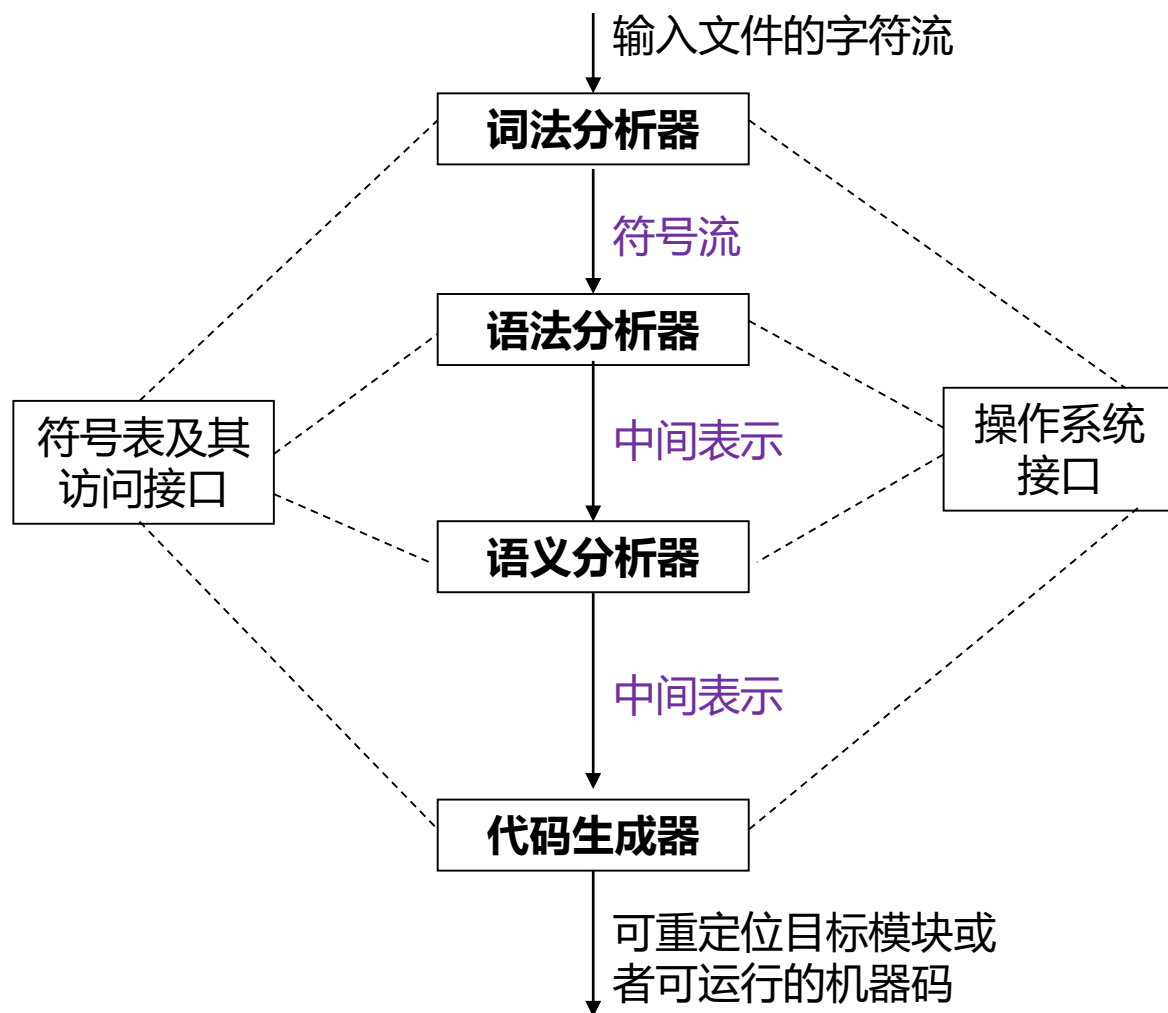 输入文件的字符流
词法分析器
符号流
语法分析器
符号表及其
访问接口
中间表示
操作系统
接口
语义分析器
中间表示
代码生成器
可重定位目标模块或
者可运行的机器码